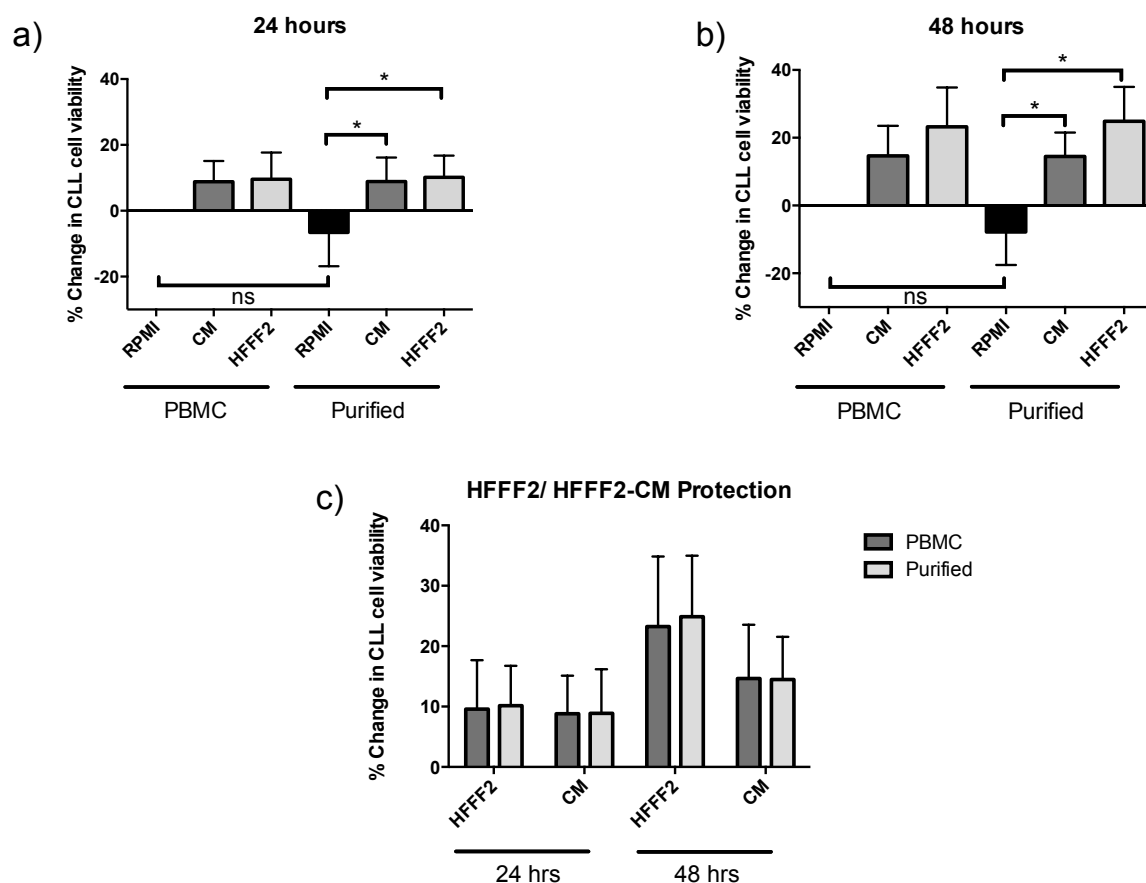 a)
24 hours
% Change in CLL cell viability
40
20
0
-20
*
*
ns
RPMI
CM
HFFF2
RPMI
CM
HFFF2
PBMC
Purified
b)
48 hours
% Change in CLL cell viability
40
20
0
-20
*
*
ns
RPMI
CM
HFFF2
RPMI
CM
HFFF2
PBMC
Purified
c)
HFFF2/ HFFF2-CM Protection
% Change in CLL cell viability
40
30
20
10
0
HFFF2
CM
HFFF2
CM
24 hrs
48 hrs
PBMC
Purified